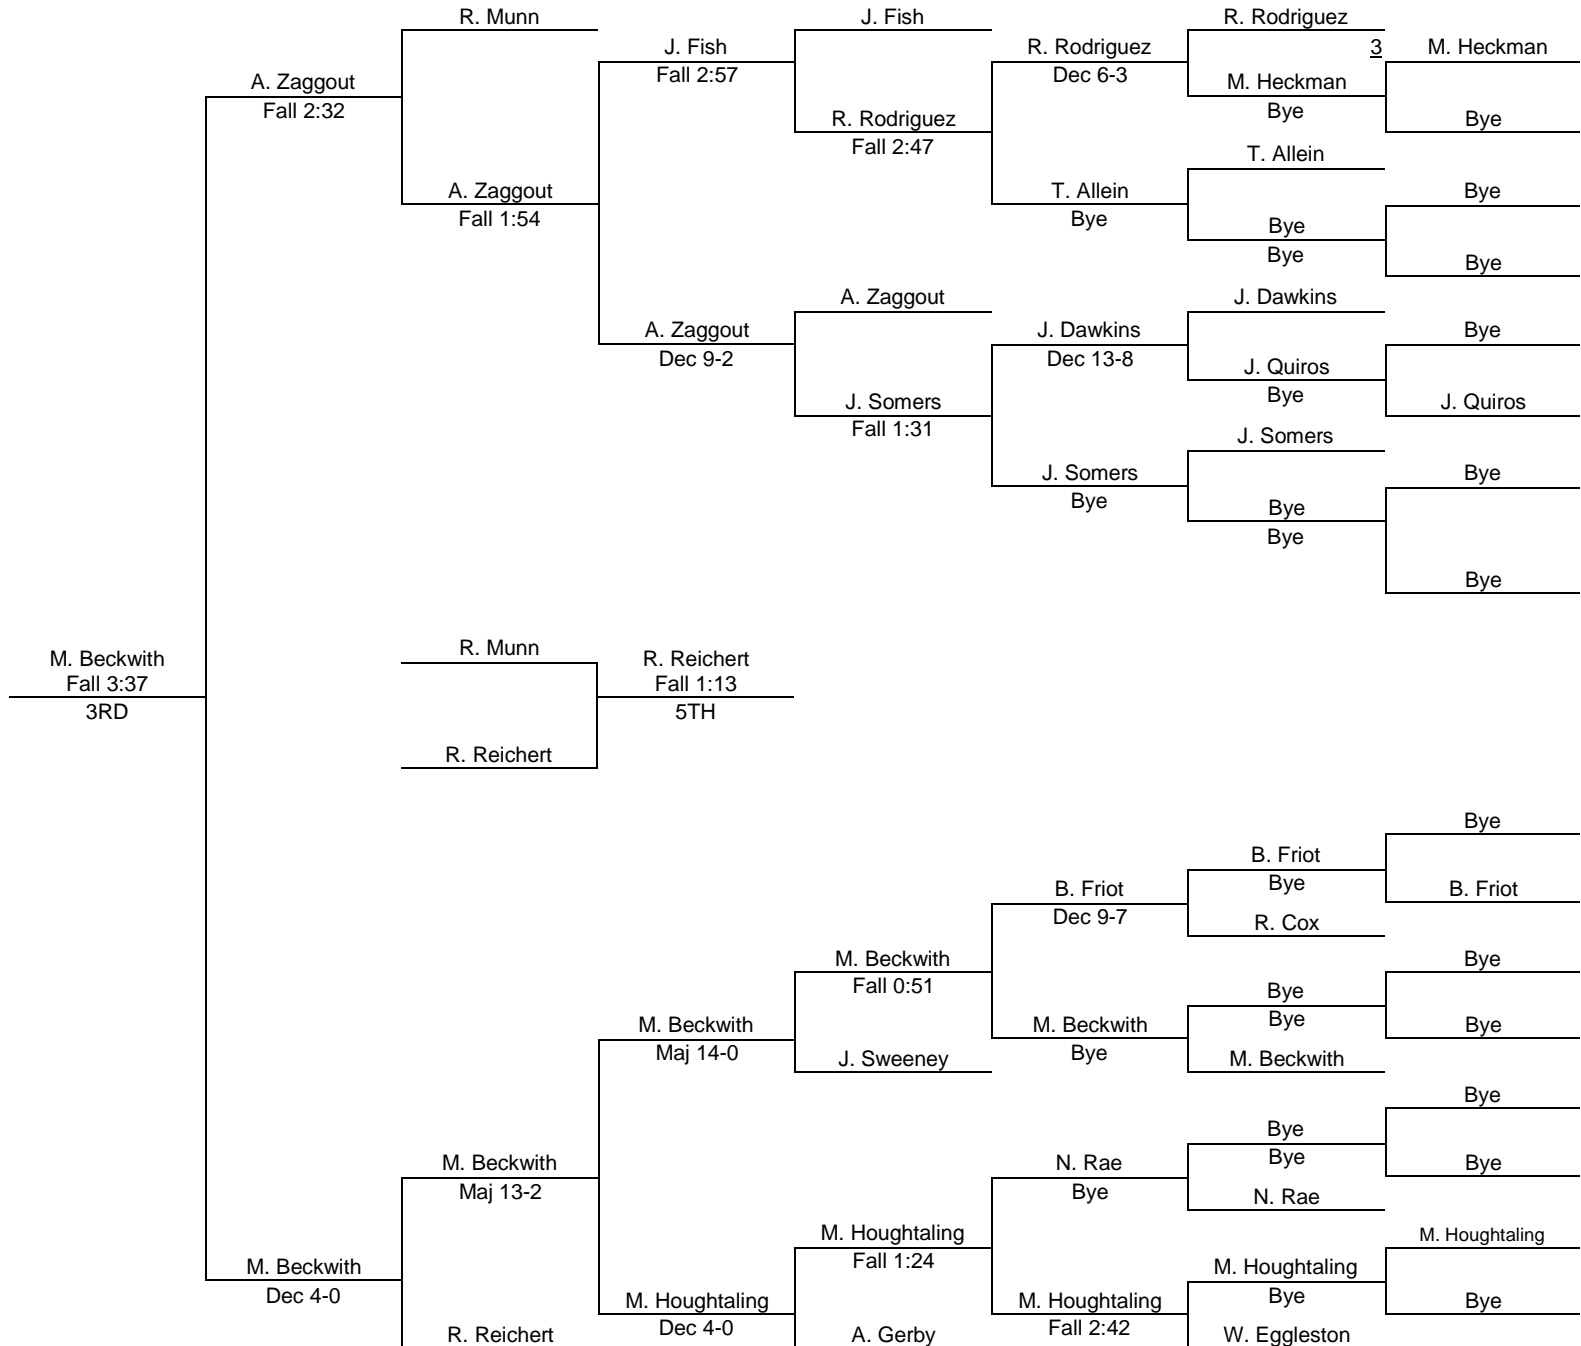 R. Munn
J. Fish
R. Rodriguez
J. Fish
Fall 2:57
R. Rodriguez
Dec 6-3
3
M. Heckman
A. Zaggout
Fall 2:32
M. Heckman
Bye
R. Rodriguez
Fall 2:47
Bye
T. Allein
A. Zaggout
Fall 1:54
T. Allein
Bye
Bye
Bye
Bye
Bye
A. Zaggout
J. Dawkins
A. Zaggout
Dec 9-2
J. Dawkins
Dec 13-8
Bye
J. Quiros
Bye
J. Somers
Fall 1:31
J. Quiros
J. Somers
J. Somers
Bye
Bye
Bye
Bye
Bye
R. Munn
M. Beckwith
Fall 3:37
3RD
R. Reichert
Fall 1:13
5TH
R. Reichert
Bye
B. Friot
Bye
B. Friot
Dec 9-7
B. Friot
R. Cox
M. Beckwith
Fall 0:51
Bye
Bye
Bye
M. Beckwith
Maj 14-0
M. Beckwith
Bye
Bye
J. Sweeney
M. Beckwith
Bye
Bye
Bye
M. Beckwith
Maj 13-2
N. Rae
Bye
Bye
N. Rae
M. Houghtaling
Fall 1:24
M. Houghtaling
M. Beckwith
Dec 4-0
M. Houghtaling
Bye
M. Houghtaling
Dec 4-0
M. Houghtaling
Fall 2:42
Bye
R. Reichert
A. Gerby
W. Eggleston